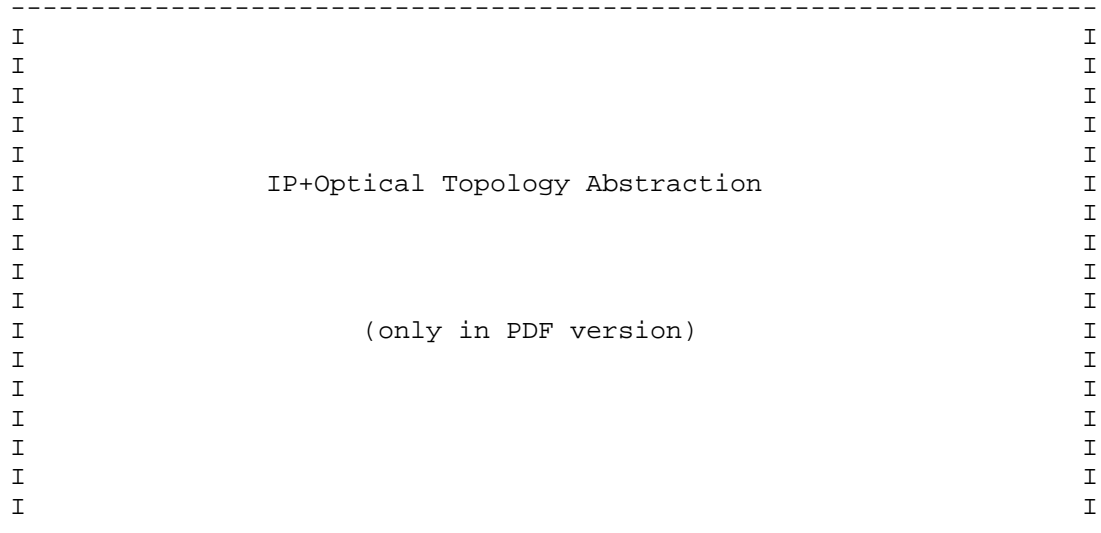 --------------------------------------------------------------------
I I
I I
I I
I I
I I
I IP+Optical Topology Abstraction I
I I
I I
I I
I I
I (only in PDF version) I
I I
I I
I I
I I
I I
I I